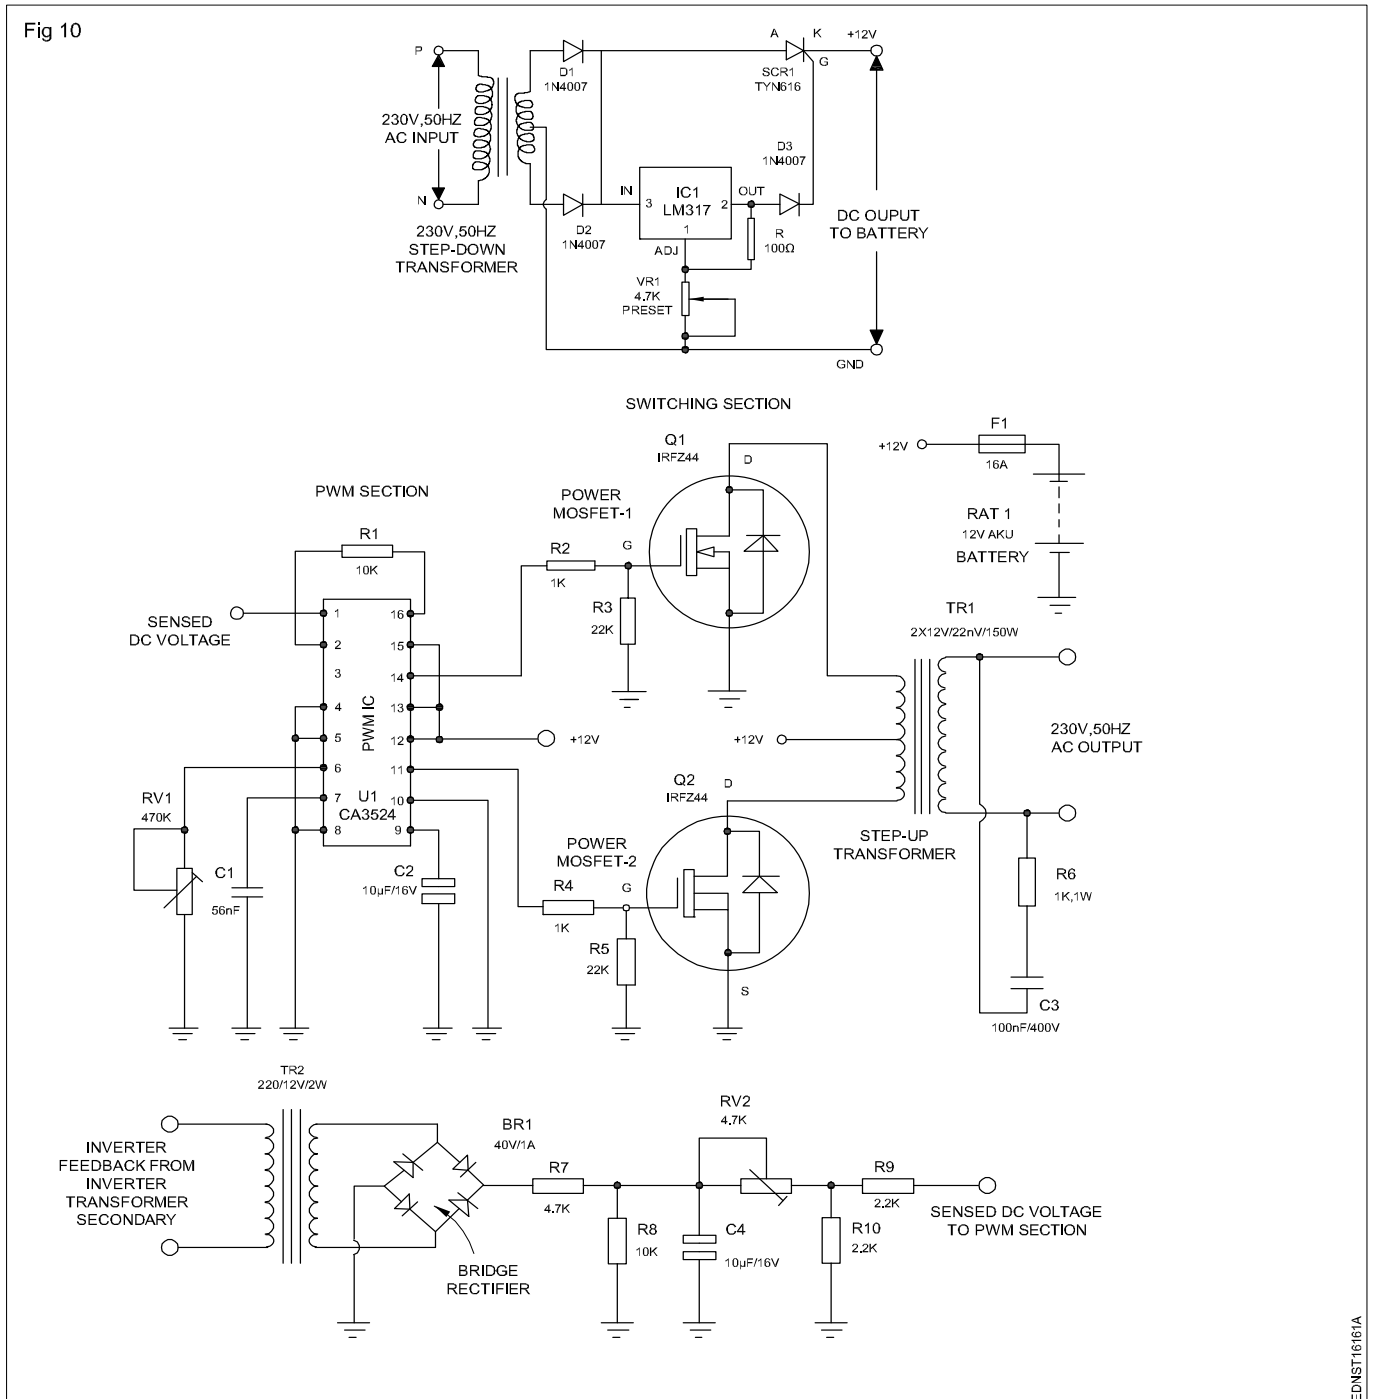 Fig 10
P
230V,50HZ
AC INPUT
N
230V,50HZ
STEP-DOWN
TRANSFORMER
D1
1N4007
D2
1N4007
A
K
G
SCR1
TYN616
+12V
D3
1N4007
IN
3
IC1
LM317
2
1
OUT
ADJ
R
100Ω
VR1
4.7K
PRESET
DC OUPUT
TO BATTERY
GND
SWITCHING SECTION
PWM SECTION
R1
10K
SENSED
DC VOLTAGE
1
2
3
4
5
6
7
8
16
15
14
13
12
11
10
9
PWM IC
U1
CA3524
+12V
RV1
470K
C1
56nF
C2
10µF/16V
R2
1K
R3
22K
POWER
MOSFET-1
G
Q1
IRFZ44
D
R4
1K
R5
22K
POWER
MOSFET-2
G
Q2
IRFZ44
D
S
+12V
F1
16A
RAT 1
12V AKU
BATTERY
TR1
2X12V/22nV/150W
+12V
STEP-UP
TRANSFORMER
230V,50HZ
AC OUTPUT
R6
1K,1W
C3
100nF/400V
TR2
220/12V/2W
INVERTER
FEEDBACK FROM
INVERTER
TRANSFORMER
SECONDARY
BR1
40V/1A
BRIDGE
RECTIFIER
R7
4.7K
R8
10K
C4
10µF/16V
RV2
4.7K
R9
2.2K
R10
2.2K
SENSED DC VOLTAGE
TO PWM SECTION
EDNST16161A